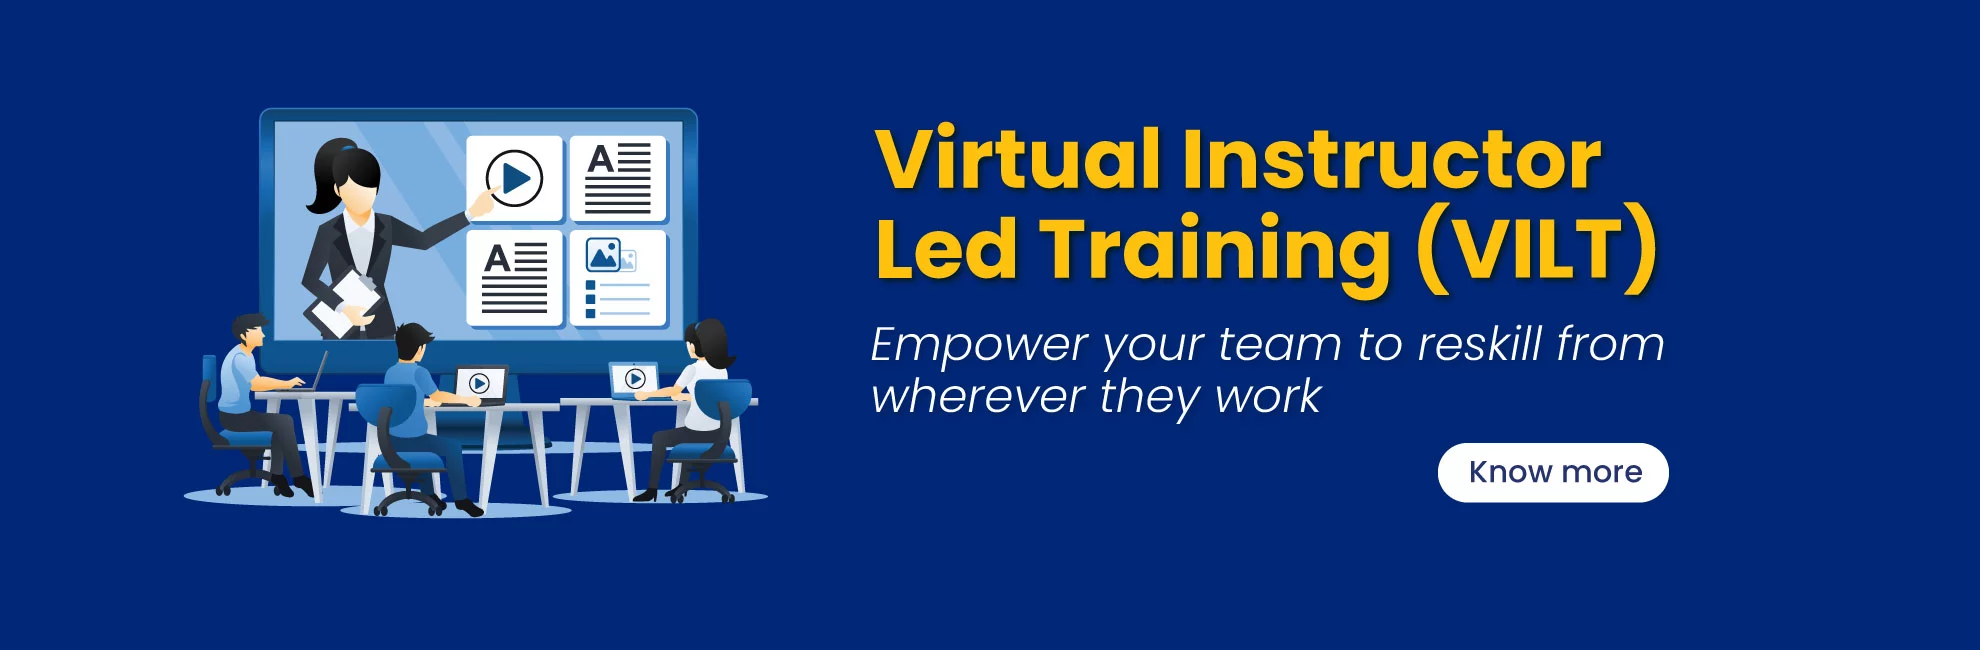 A
A
Virtual Instructor
Led Training (VILT)
Empower your team to reskill from
wherever they work
Know more